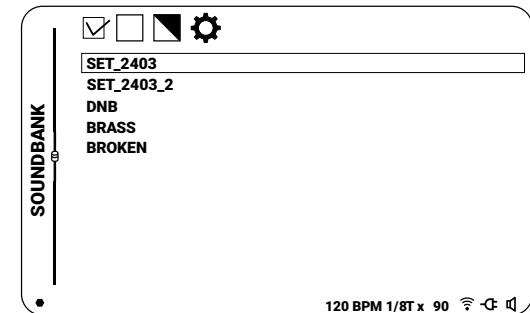 SOUNDBANK
SET_2403
SET_2403_2
DNB
BRASS
BROKEN
120 BPM 1/8T x 90